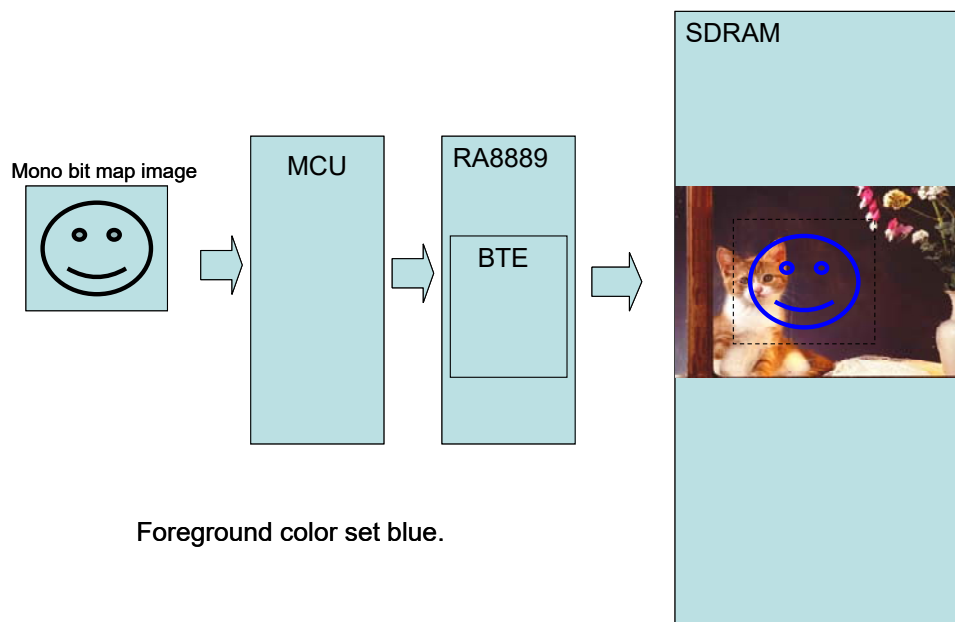 SDRAM
MCU
RA8889
Mono bit map image
BTE
Foreground color set blue.